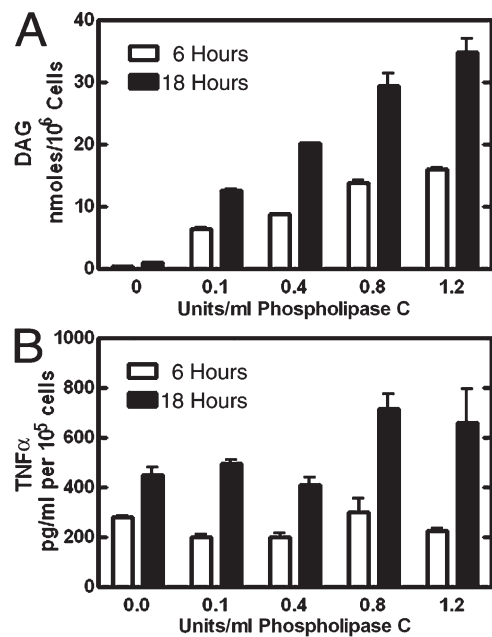 A
40
30
20
10
0
DAG
nmoles/10⁶ Cells
6 Hours
18 Hours
0 0.1 0.4 0.8 1.2
Units/ml Phospholipase C
B
1000
800
600
400
200
0
TNFα
pg/ml per 10⁵ cells
6 Hours
18 Hours
0.0 0.1 0.4 0.8 1.2
Units/ml Phospholipase C